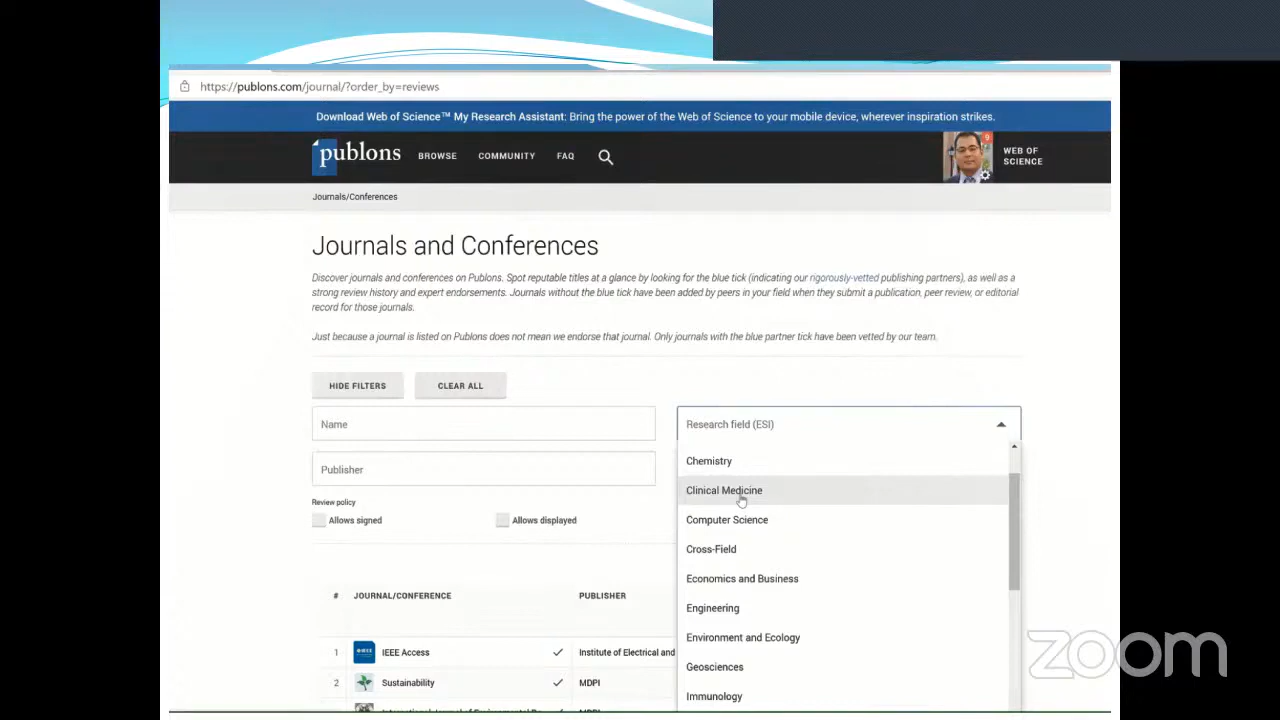 https://publons.com/journal/?order_by=reviews
Download Web of Science™ My Research Assistant: Bring the power of the Web of Science to your mobile device, wherever inspiration strikes.
publons BROWSE COMMUNITY FAQ
9
WEB OF
SCIENCE
Journals/Conferences
Journals and Conferences
Discover journals and conferences on Publons. Spot reputable titles at a glance by looking for the blue tick (indicating our rigorously-vetted publishing partners), as well as a
strong review history and expert endorsements. Journals without the blue tick have been added by peers in your field when they submit a publication, peer review, or editorial
record for those journals.
Just because a journal is listed on Publons does not mean we endorse that journal. Only journals with the blue partner tick have been vetted by our team.
HIDE FILTERS CLEAR ALL
Name
Publisher
Review policy
Allows signed Allows displayed
Research field (ESI)
Chemistry
Clinical Medicine
Computer Science
Cross-Field
Economics and Business
Engineering
Environment and Ecology
Geosciences
Immunology
# JOURNAL/CONFERENCE PUBLISHER
1 IEEE Access Institute of Electrical and
2 Sustainability MDPI
International Journal of
zoom